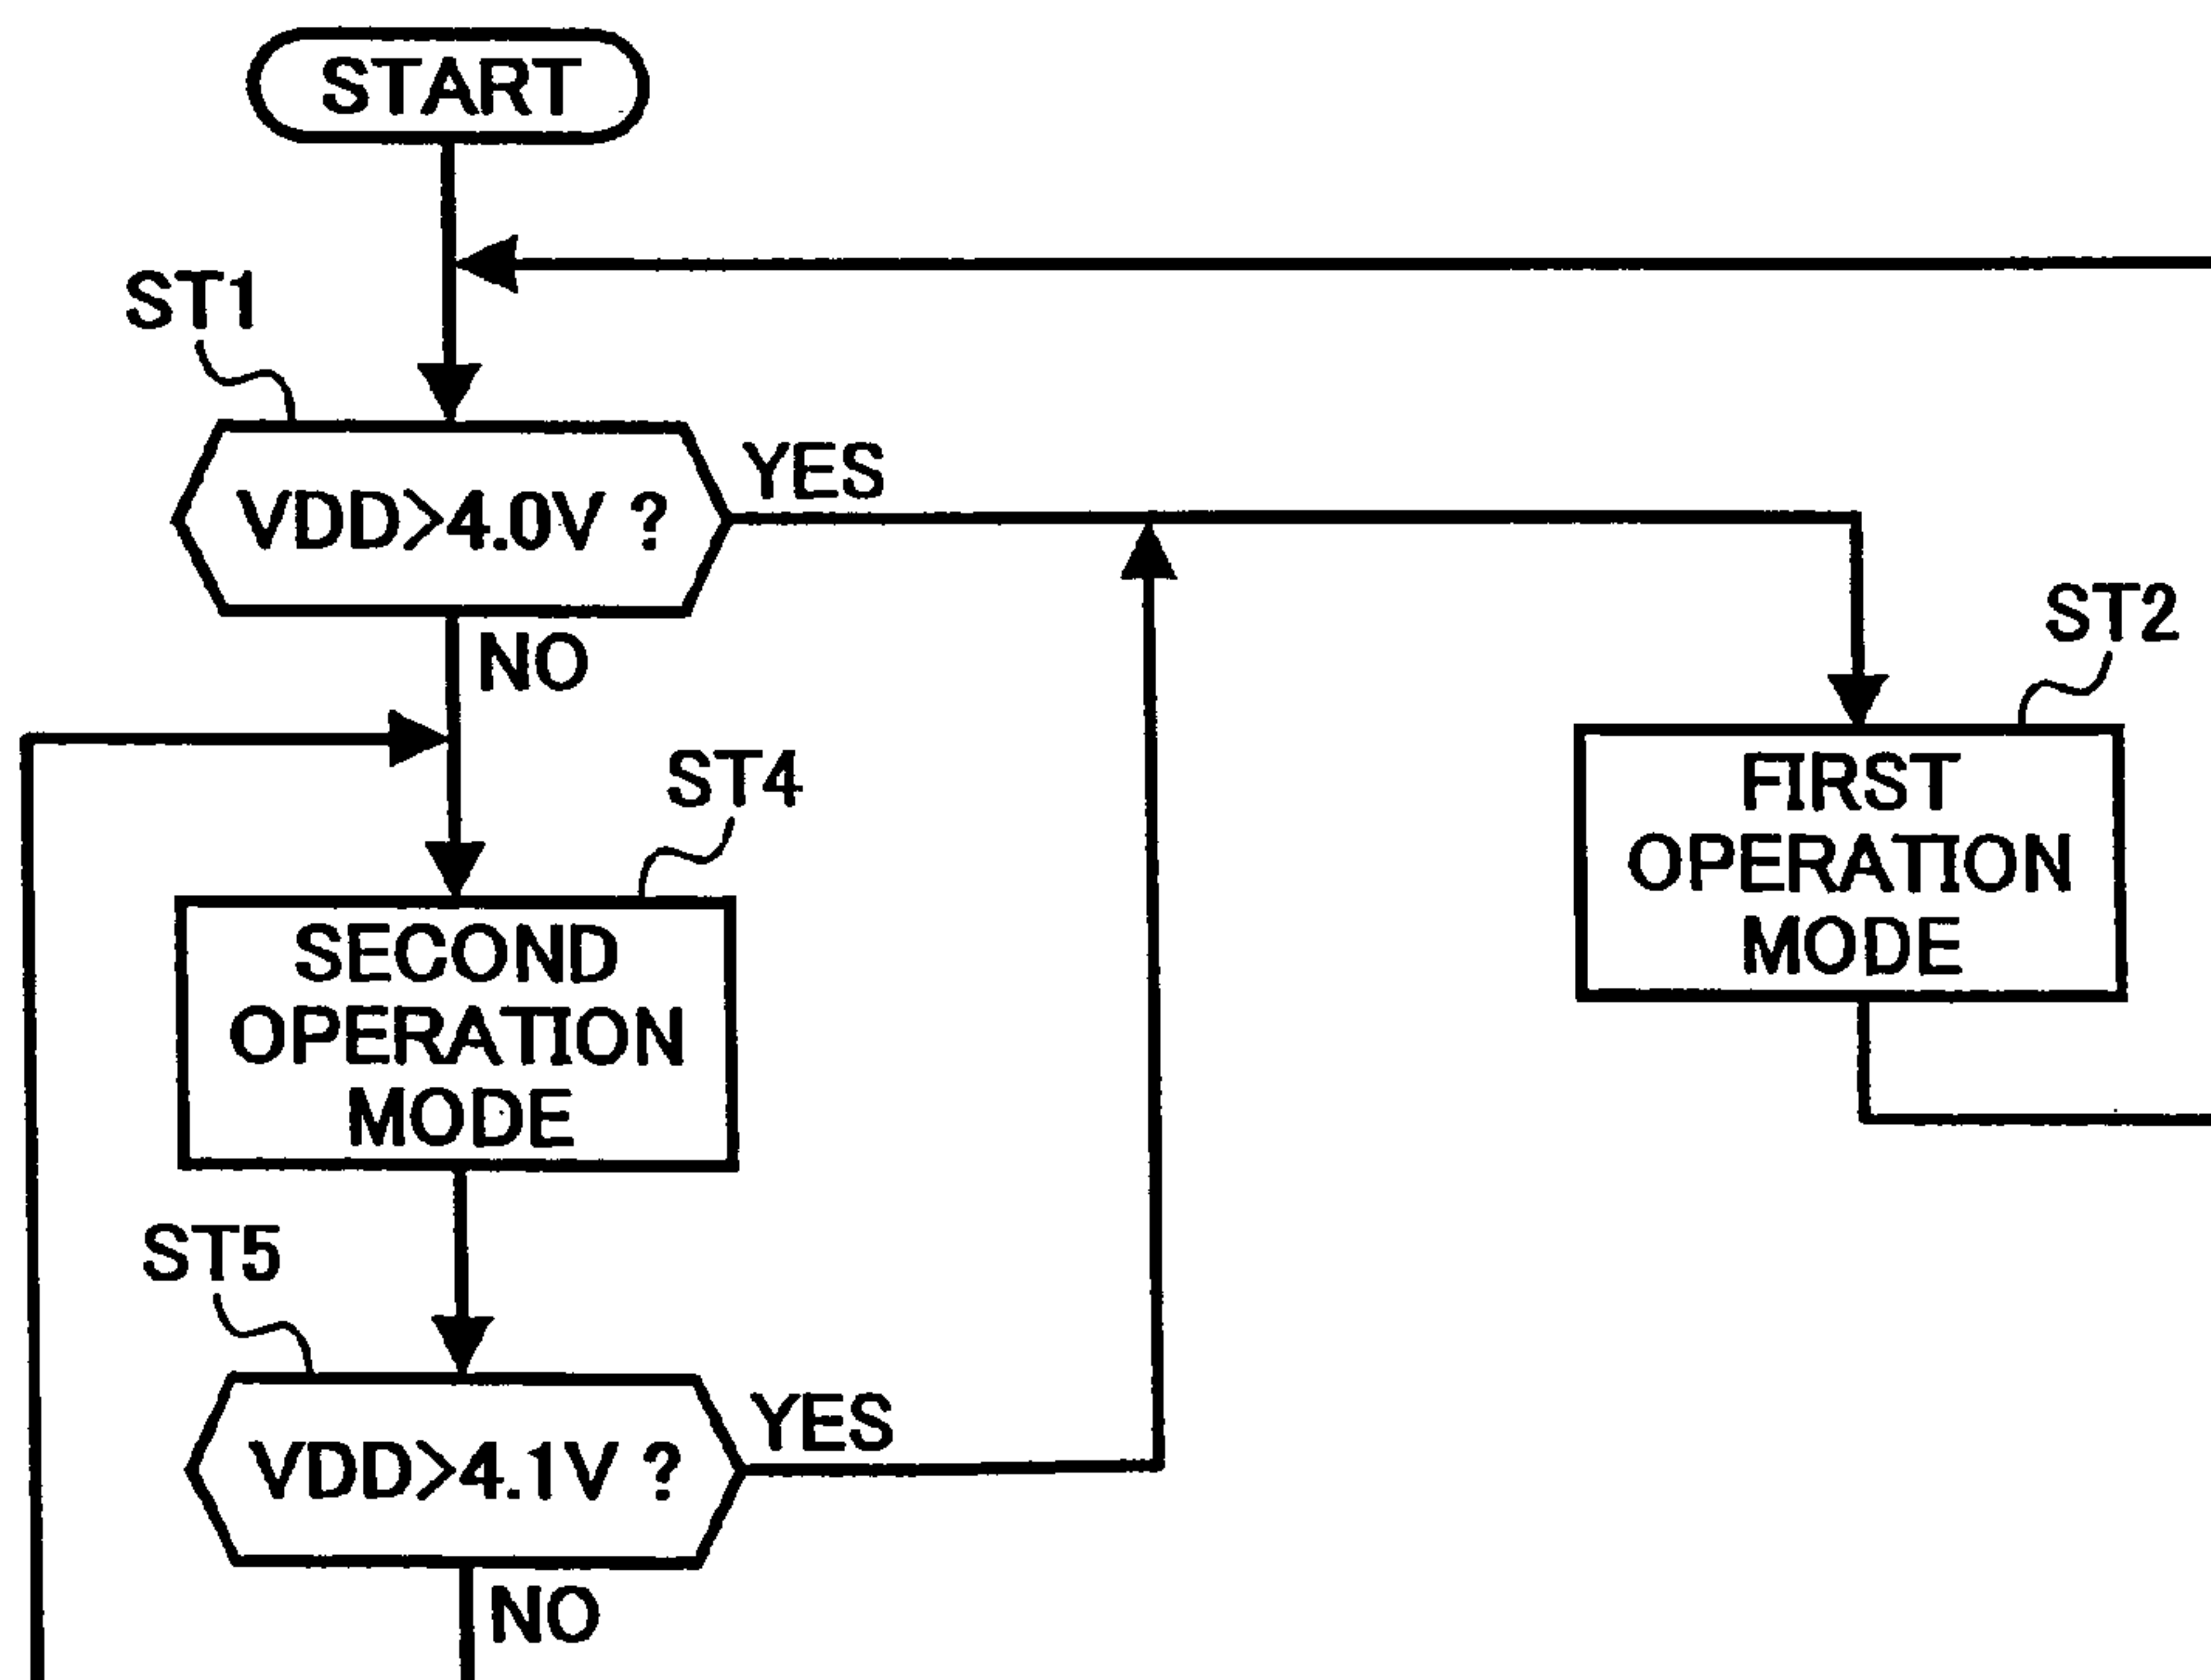 START
ST1
VDD>4.0V ?
YES
NO
ST2
FIRST
OPERATION
MODE
ST4
SECOND
OPERATION
MODE
ST5
VDD>4.1V ?
YES
NO